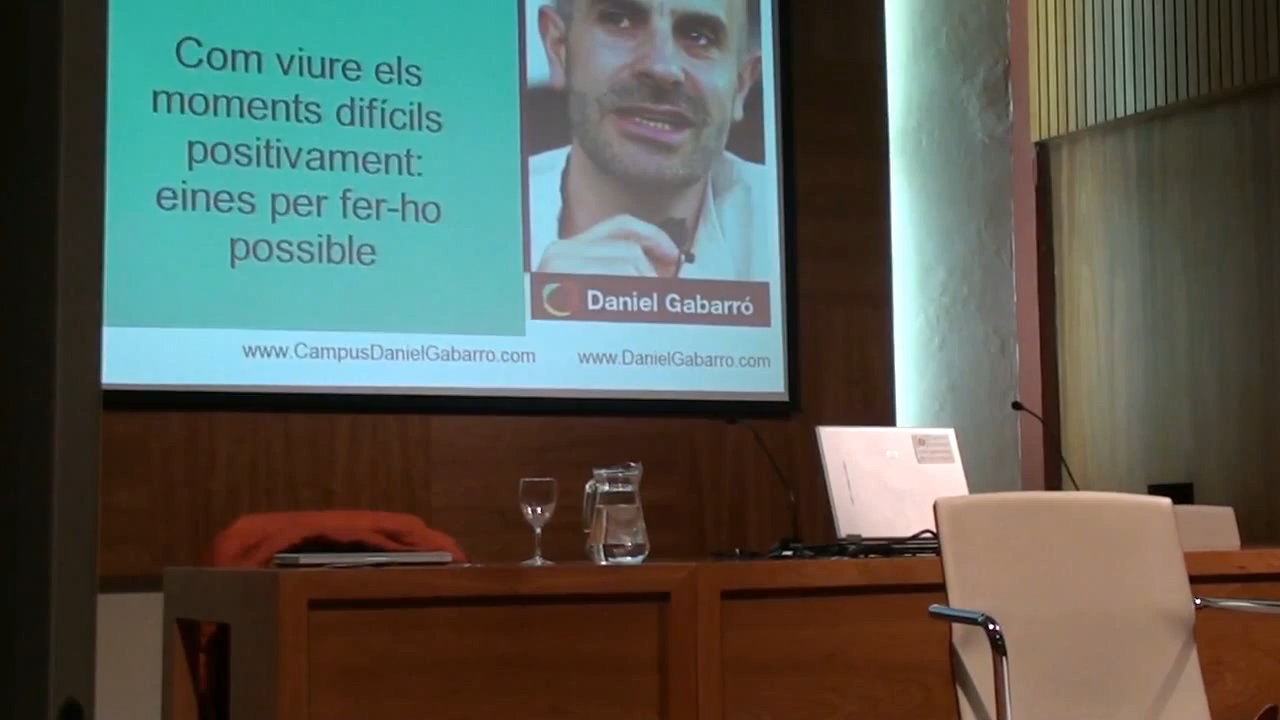 Com viure els
moments difícils
positivament:
eines per fer-ho
possible
Daniel Gabarró
www.CampusDanielGabarro.com
www.DanielGabarro.com